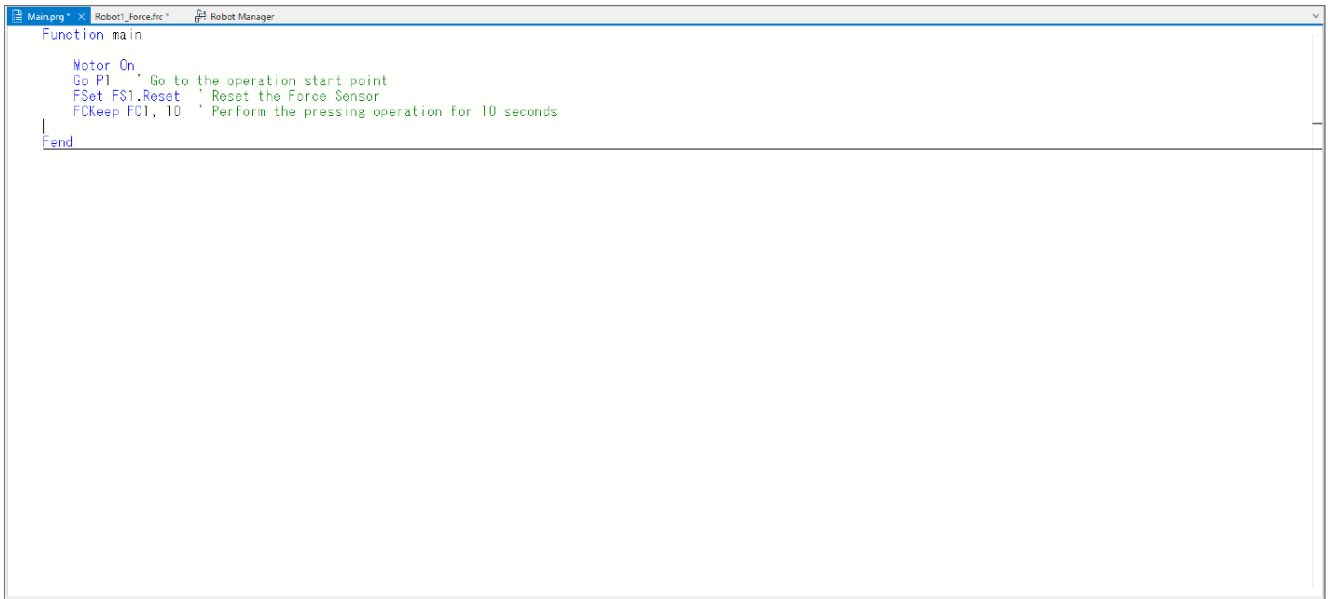 Main.prg * × Robot1_Force.frc * Robot Manager
Function main
Motor On
Go P1 ' Go to the operation start point
FSet FS1.Reset ' Reset the Force Sensor
FCKeep FC1, 10 ' Perform the pressing operation for 10 seconds
Fend